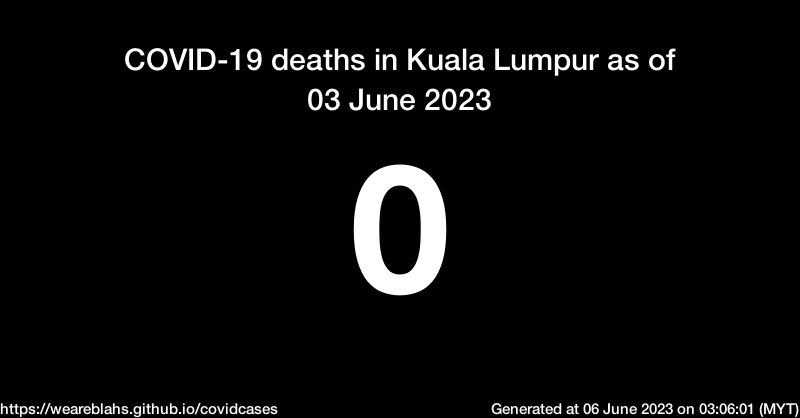 COVID-19 deaths in Kuala Lumpur as of
03 June 2023
0
https://weareblahs.github.io/covidcases
Generated at 06 June 2023 on 03:06:01 (MYT)